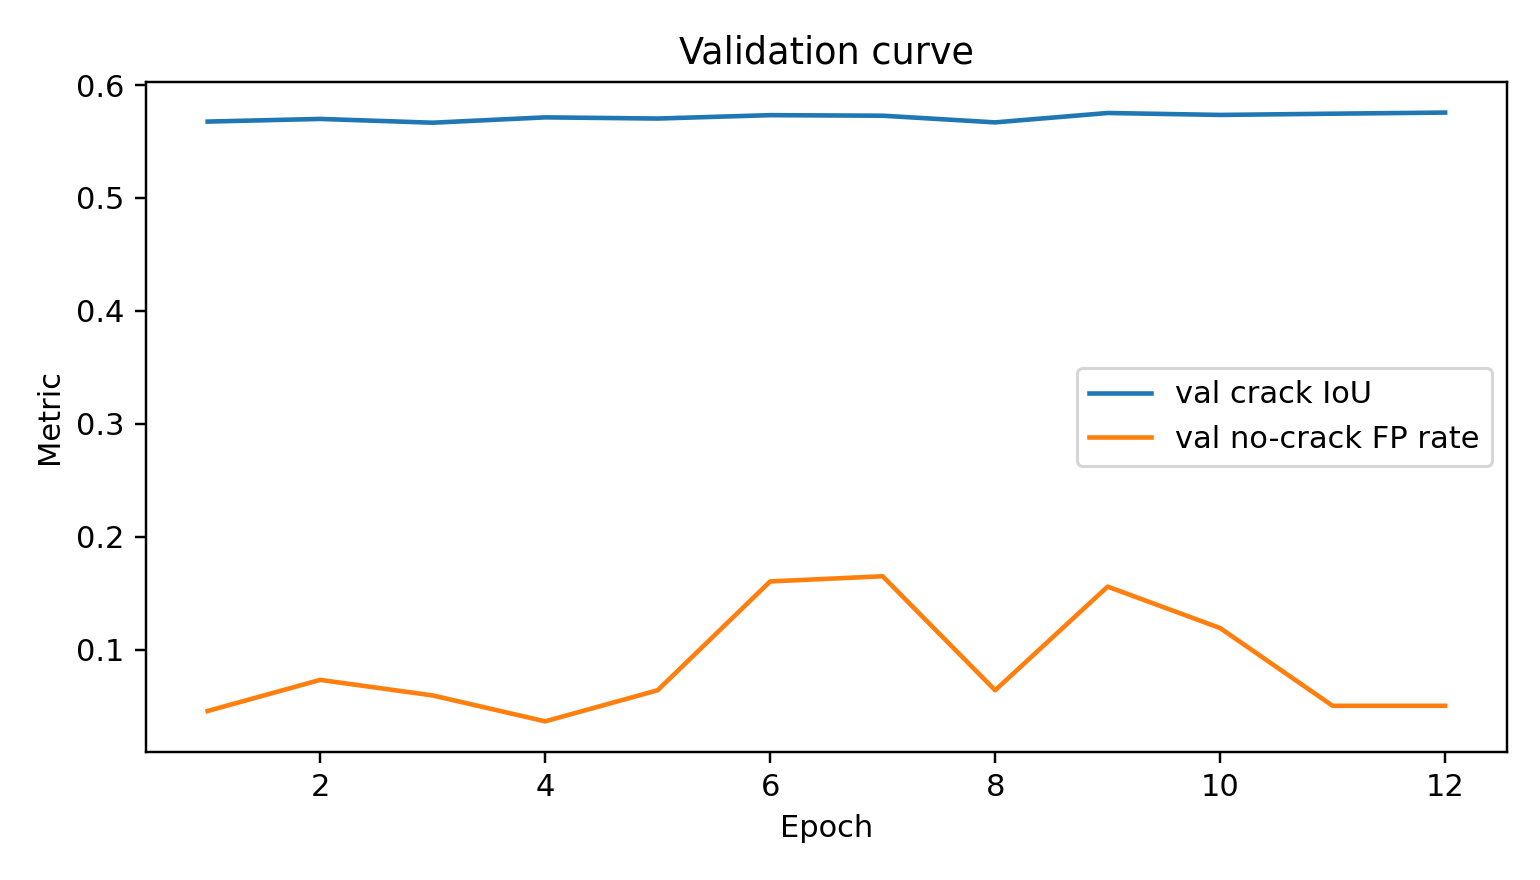 Validation curve
0.6
0.5
0.4
0.3
0.2
0.1
Metric
val crack IoU
val no-crack FP rate
2 4 6 8 10 12
Epoch